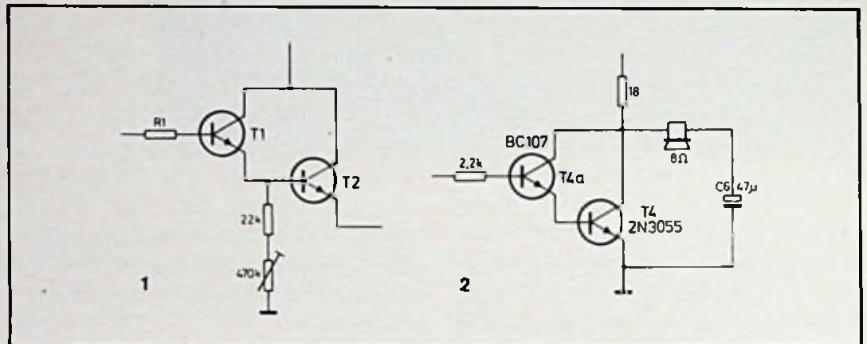 R1
T1
T2
22k
470k
1
18
BC107
8Ω
2,2k
T4a
C6 47µ
T4
2N3055
2